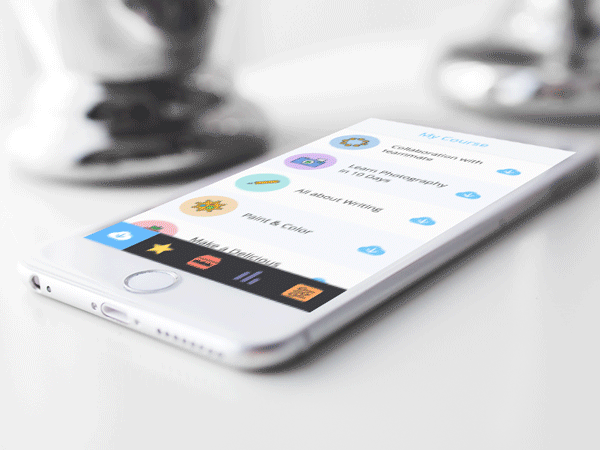 My Course
Collaboration with
teammate
Learn Photography
in 10 Days
All about Writing
Paint & Color
Make a Delicious